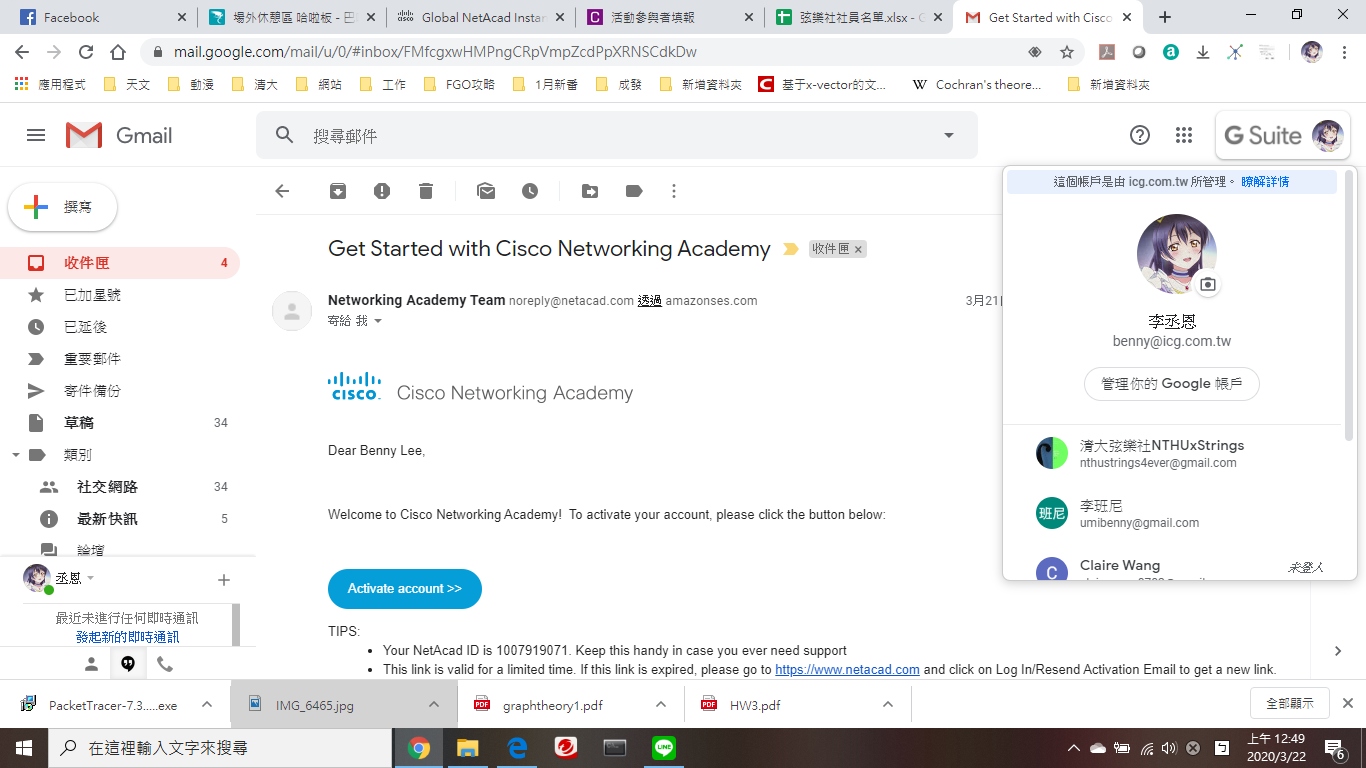 Facebook
場外休憩區 哈啦板 - 巴
Global NetAcad Instan
活動參與者填報
弦樂社社員名單.xlsx - G
Get Started with Cisco
mail.google.com/mail/u/0/#inbox/FMfcgxwHMPngCRpVmpZcdPpXRNSCdkDw
應用程式
天文
動漫
清大
網站
工作
FGO攻略
1月新番
成發
新增資料夾
基于x-vector的文...
Cochran's theore...
新增資料夾
Gmail
搜尋郵件
G Suite
撰寫
收件匣 4
已加星號
已延後
重要郵件
寄件備份
草稿 34
類別
社交網路 34
最新快訊 5
論壇
丞恩
最近未進行任何即時通訊
發起新的即時通訊
Get Started with Cisco Networking Academy
收件匣 ×
Networking Academy Team noreply@netacad.com 透過 amazonses.com
3月21日
寄給 我
CISCO
Cisco Networking Academy
Dear Benny Lee,
Welcome to Cisco Networking Academy! To activate your account, please click the button below:
Activate account >>
TIPS:
• Your NetAcad ID is 1007919071. Keep this handy in case you ever need support
• This link is valid for a limited time. If this link is expired, please go to https://www.netacad.com and click on Log In/Resend Activation Email to get a new link.
這個帳戶是由 icg.com.tw 所管理。 瞭解詳情
李丞恩
benny@icg.com.tw
管理你的 Google 帳戶
清大弦樂社NTHUxStrings
nthustrings4ever@gmail.com
班尼
李班尼
umibenny@gmail.com
C
Claire Wang
未登入
PacketTracer-7.3.....exe
IMG_6465.jpg
graphtheory1.pdf
HW3.pdf
全部顯示
在這裡輸入文字來搜尋
上午 12:49
2020/3/22
6